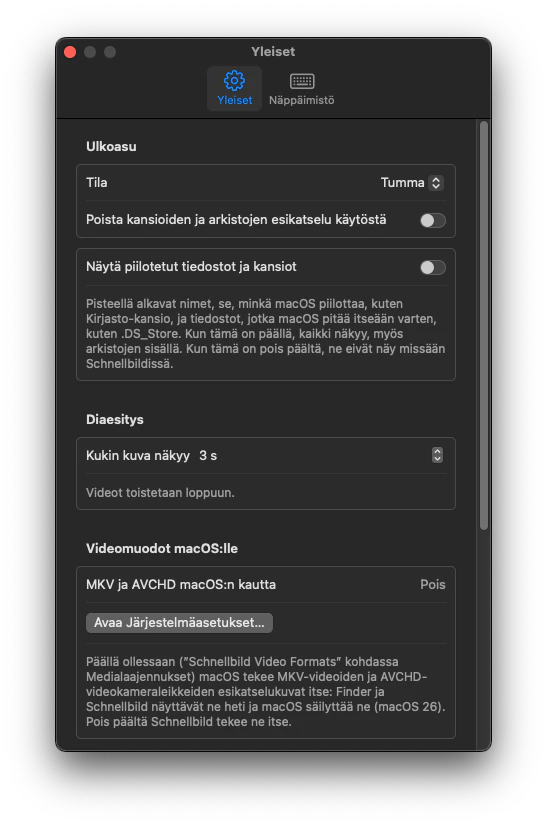 Yleiset
Yleiset
Näppäimistö
Ulkoasu
Tila
Tumma
Poista kansioiden ja arkistojen esikatselu käytöstä
Näytä piilotetut tiedostot ja kansiot
Pisteellä alkavat nimet, se, minkä macOS piilottaa, kuten
Kirjasto-kansio, ja tiedostot, jotka macOS pitää itseään varten,
kuten .DS_Store. Kun tämä on päällä, kaikki näkyy, myös
arkistojen sisällä. Kun tämä on pois päältä, ne eivät näy missään
Schnellbildissä.
Diaesitys
Kukin kuva näkyy 3 s
Videot toistetaan loppuun.
Videomuodot macOS:lle
MKV ja AVCHD macOS:n kautta
Pois
Avaa Järjestelmäasetukset…
Päällä ollessaan (”Schnellbild Video Formats” kohdassa
Medialaajennukset) macOS tekee MKV-videoiden ja AVCHD-
videokameraleikkeiden esikatselukuvat itse: Finder ja
Schnellbild näyttävät ne heti ja macOS säilyttää ne (macOS 26).
Pois päältä Schnellbild tekee ne itse.